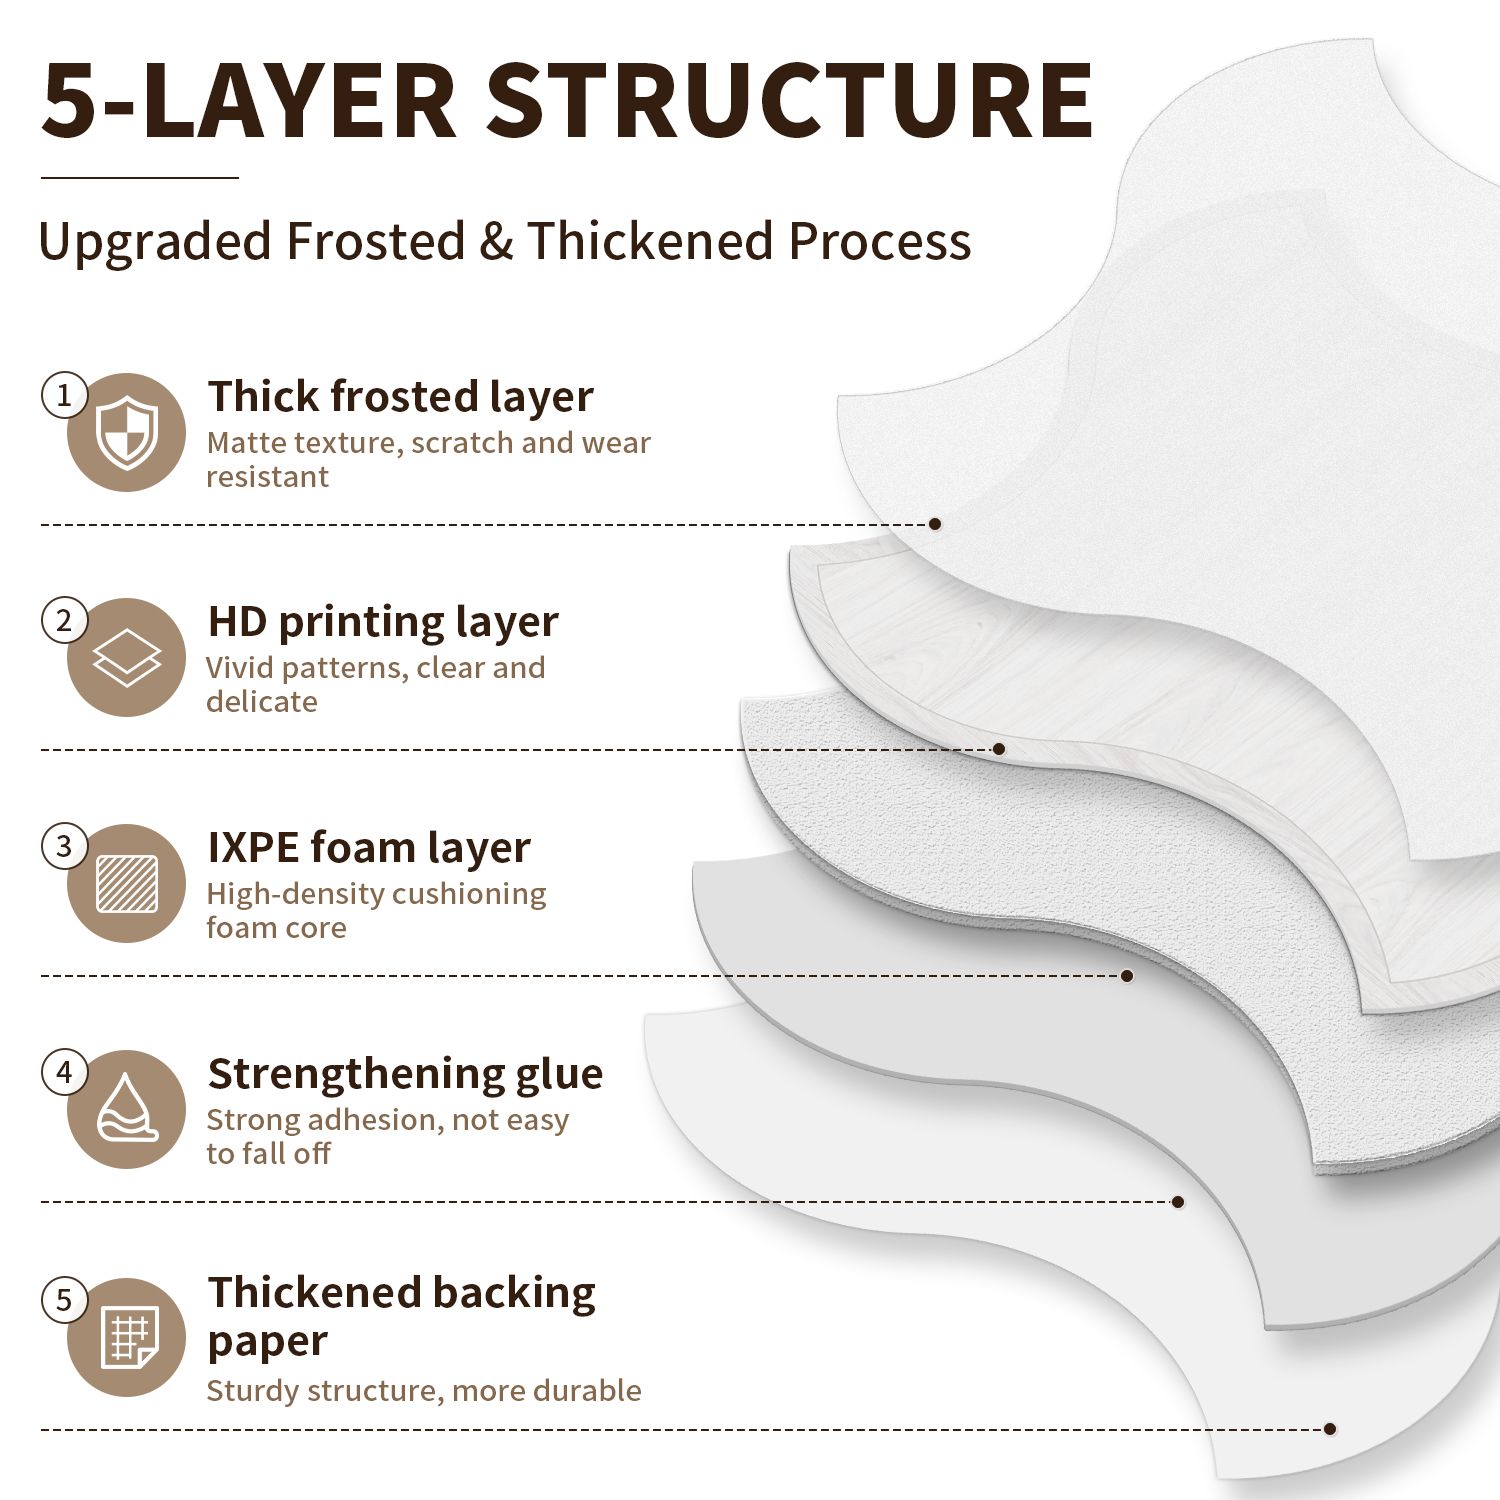 5-LAYER STRUCTURE
Upgraded Frosted & Thickened Process
1
Thick frosted layer
Matte texture, scratch and wear
resistant
2
HD printing layer
Vivid patterns, clear and
delicate
3
IXPE foam layer
High-density cushioning
foam core
4
Strengthening glue
Strong adhesion, not easy
to fall off
5
Thickened backing
paper
Sturdy structure, more durable